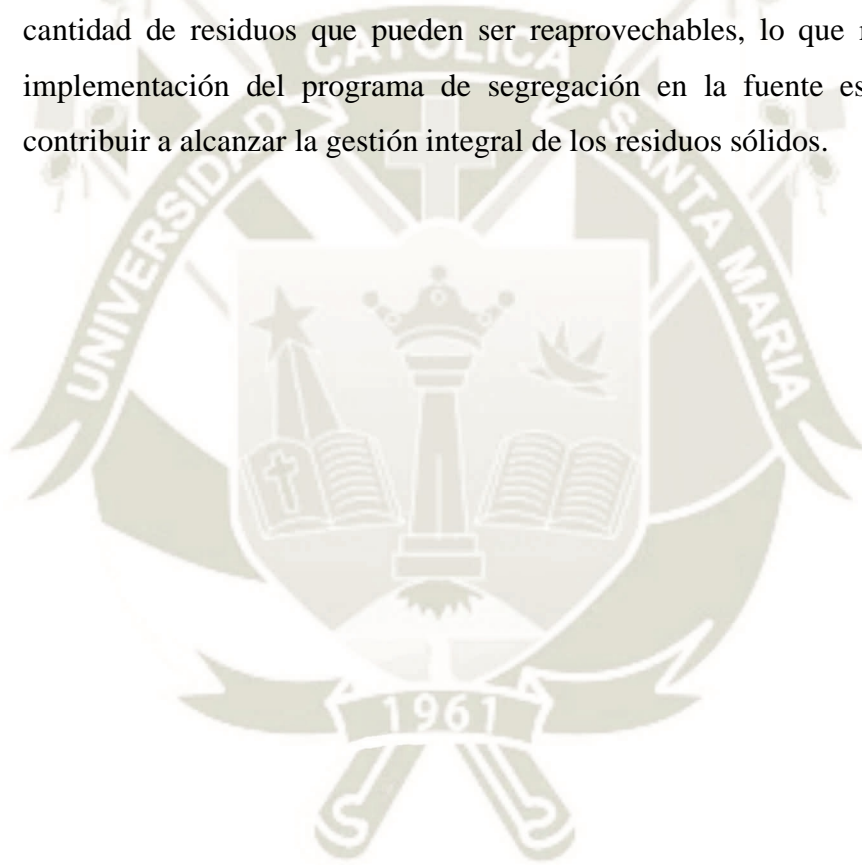 cantidad de residuos que pueden ser reaprovechables, lo que
implementación del programa de segregación en la fuente es
contribuir a alcanzar la gestión integral de los residuos sólidos.
UNIVERSIDAD CATOLICA SANTA MARIA
1961